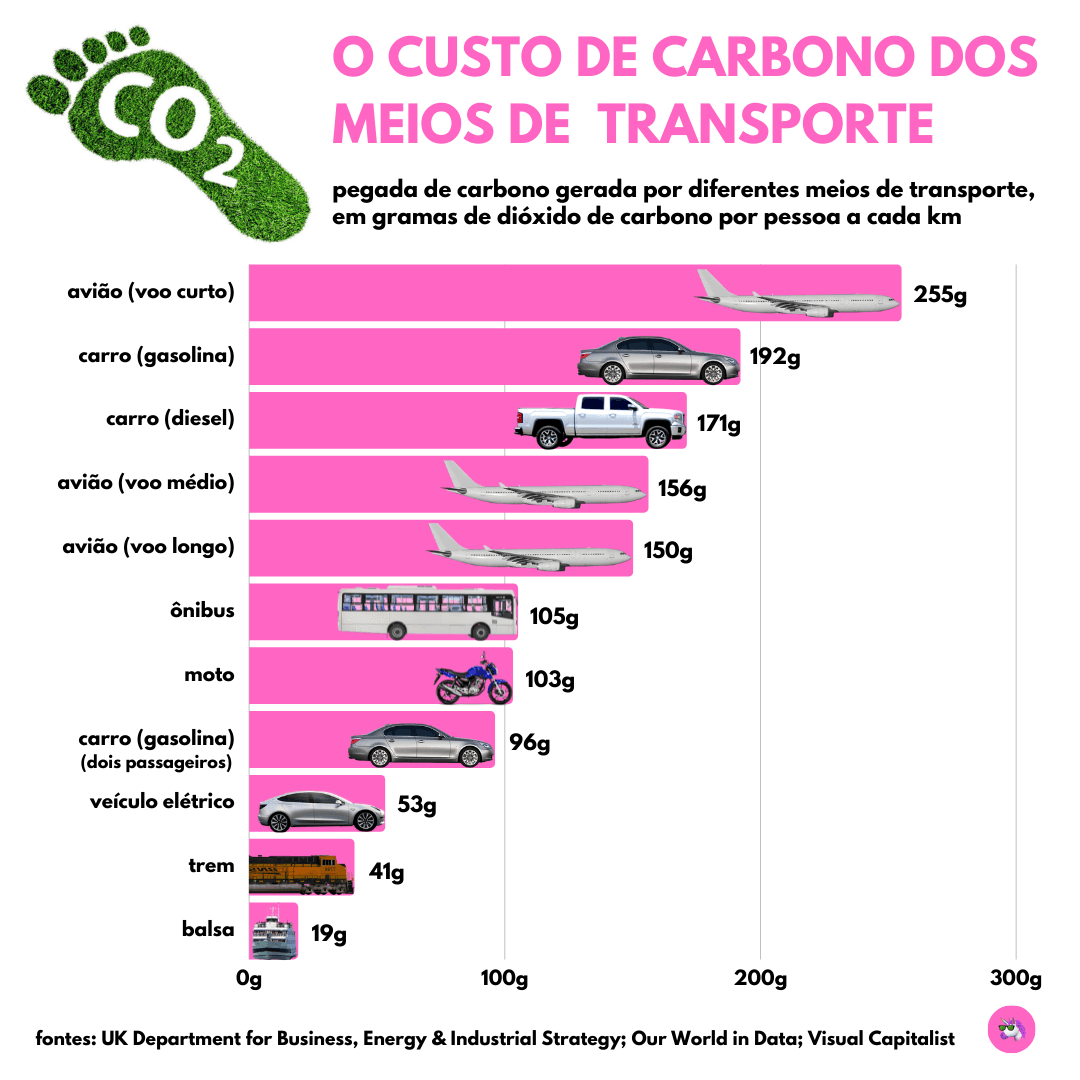 CO2
O CUSTO DE CARBONO DOS
MEIOS DE TRANSPORTE
pegada de carbono gerada por diferentes meios de transporte,
em gramas de dióxido de carbono por pessoa a cada km
avião (voo curto) 255g
carro (gasolina) 192g
carro (diesel) 171g
avião (voo médio) 156g
avião (voo longo) 150g
ônibus 105g
moto 103g
carro (gasolina) 96g
(dois passageiros)
veículo elétrico 53g
trem 41g
balsa 19g
0g 100g 200g 300g
fontes: UK Department for Business, Energy & Industrial Strategy; Our World in Data; Visual Capitalist